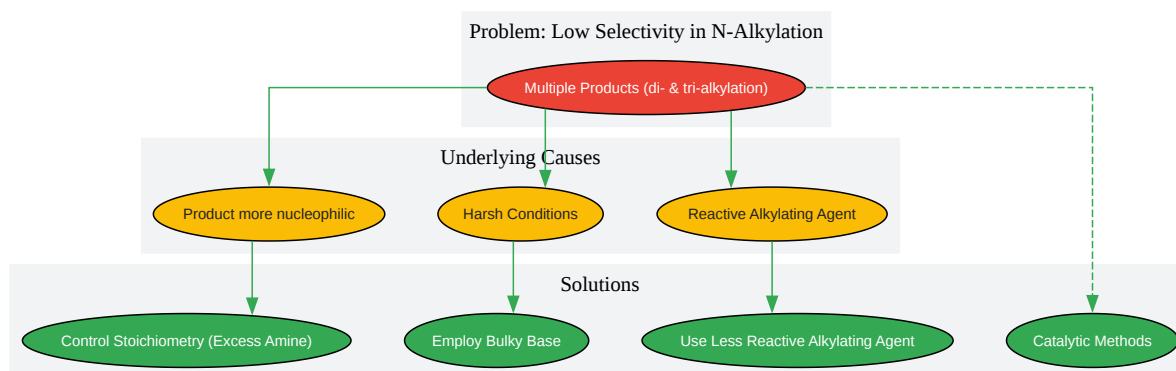 Problem: Low Selectivity in N-Alkylation
Multiple Products (di- & tri-alkylation)
Underlying Causes
Product more nucleophilic
Harsh Conditions
Reactive Alkylating Agent
Solutions
Control Stoichiometry (Excess Amine)
Employ Bulky Base
Use Less Reactive Alkylating Agent
Catalytic Methods